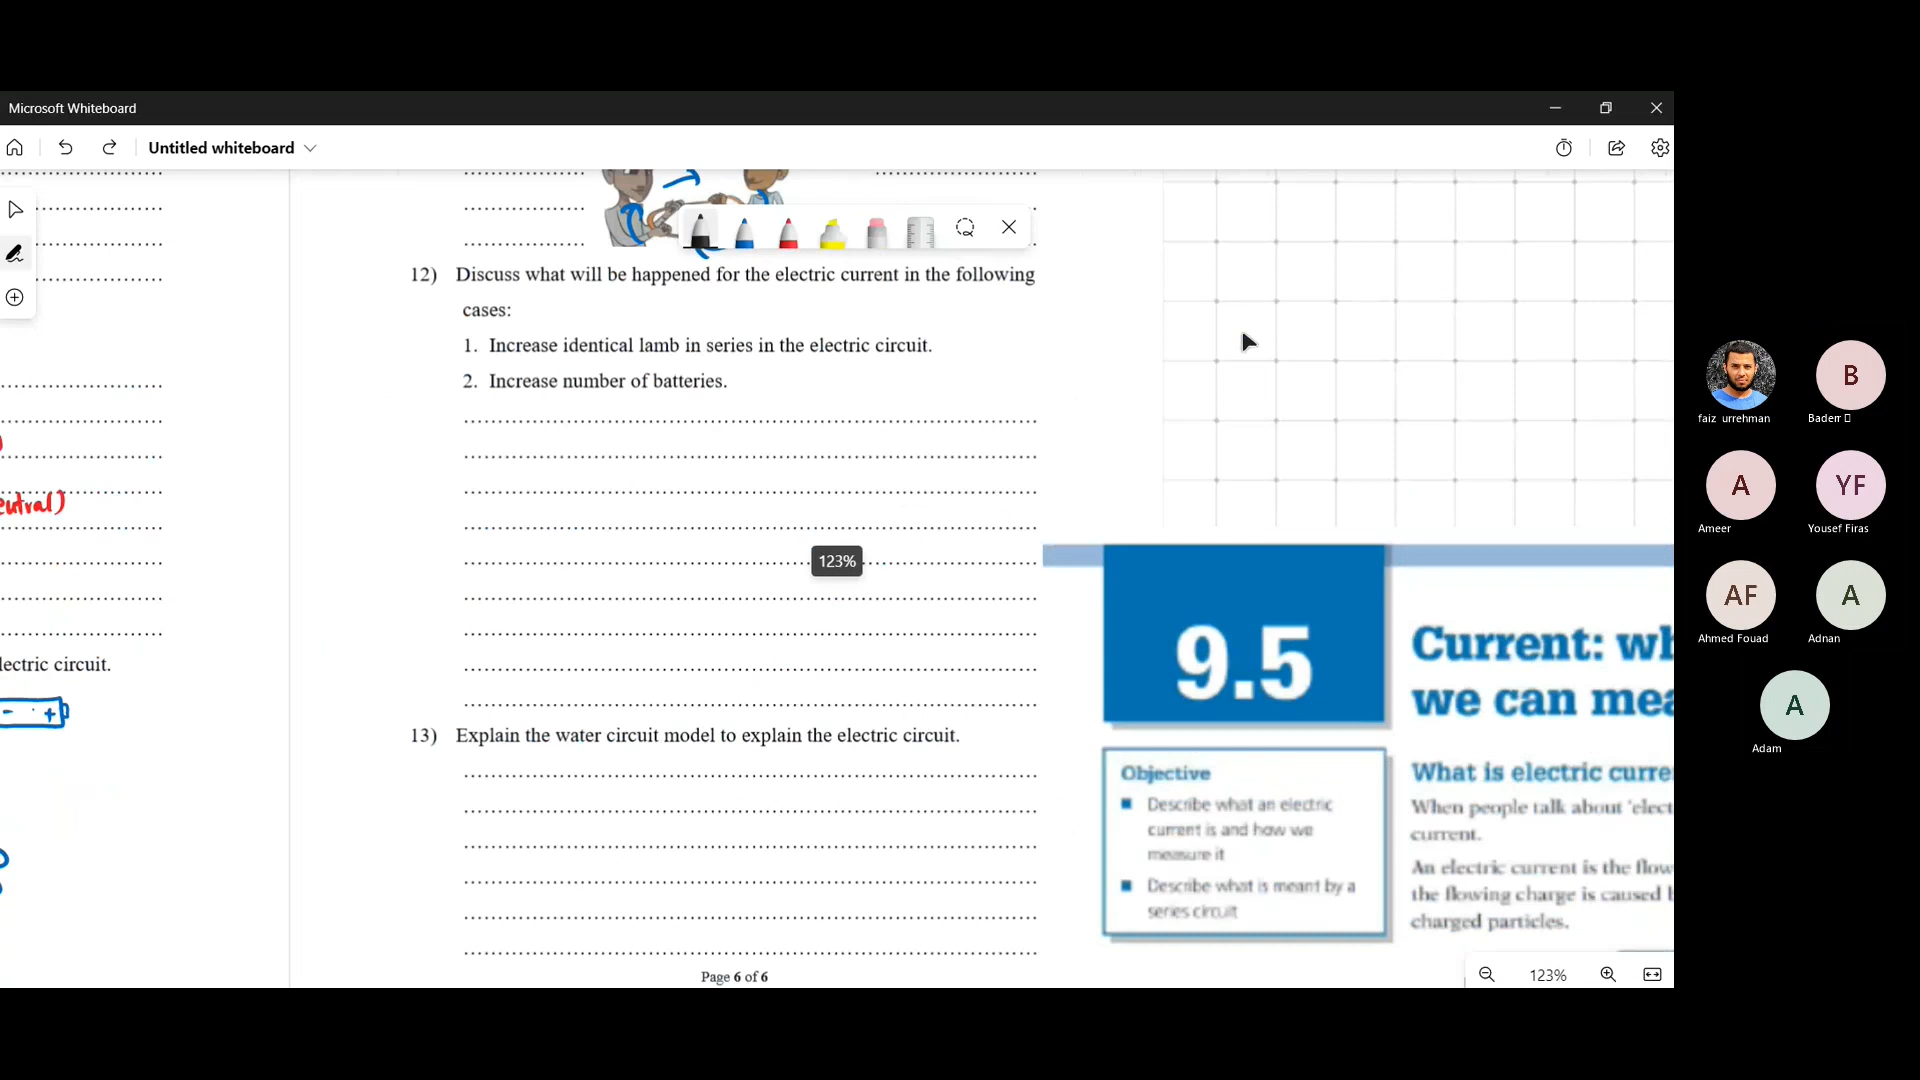 Microsoft Whiteboard
Untitled whiteboard
12) Discuss what will be happened for the electric current in the following
cases:
1. Increase identical lamb in series in the electric circuit.
2. Increase number of batteries.
eutral)
lectric circuit.
- +
123%
13) Explain the water circuit model to explain the electric circuit.
Page 6 of 6
9.5
Current: wh
we can mea
Objective
Describe what an electric
current is and how we
measure it
Describe what is meant by a
series circuit
What is electric curre
When people talk about 'elect
current.
An electric current is the flow
the flowing charge is caused b
charged particles.
123%
faiz urrehman
B
Baderr
A
Ameer
YF
Yousef Firas
AF
Ahmed Fouad
A
Adnan
A
Adam